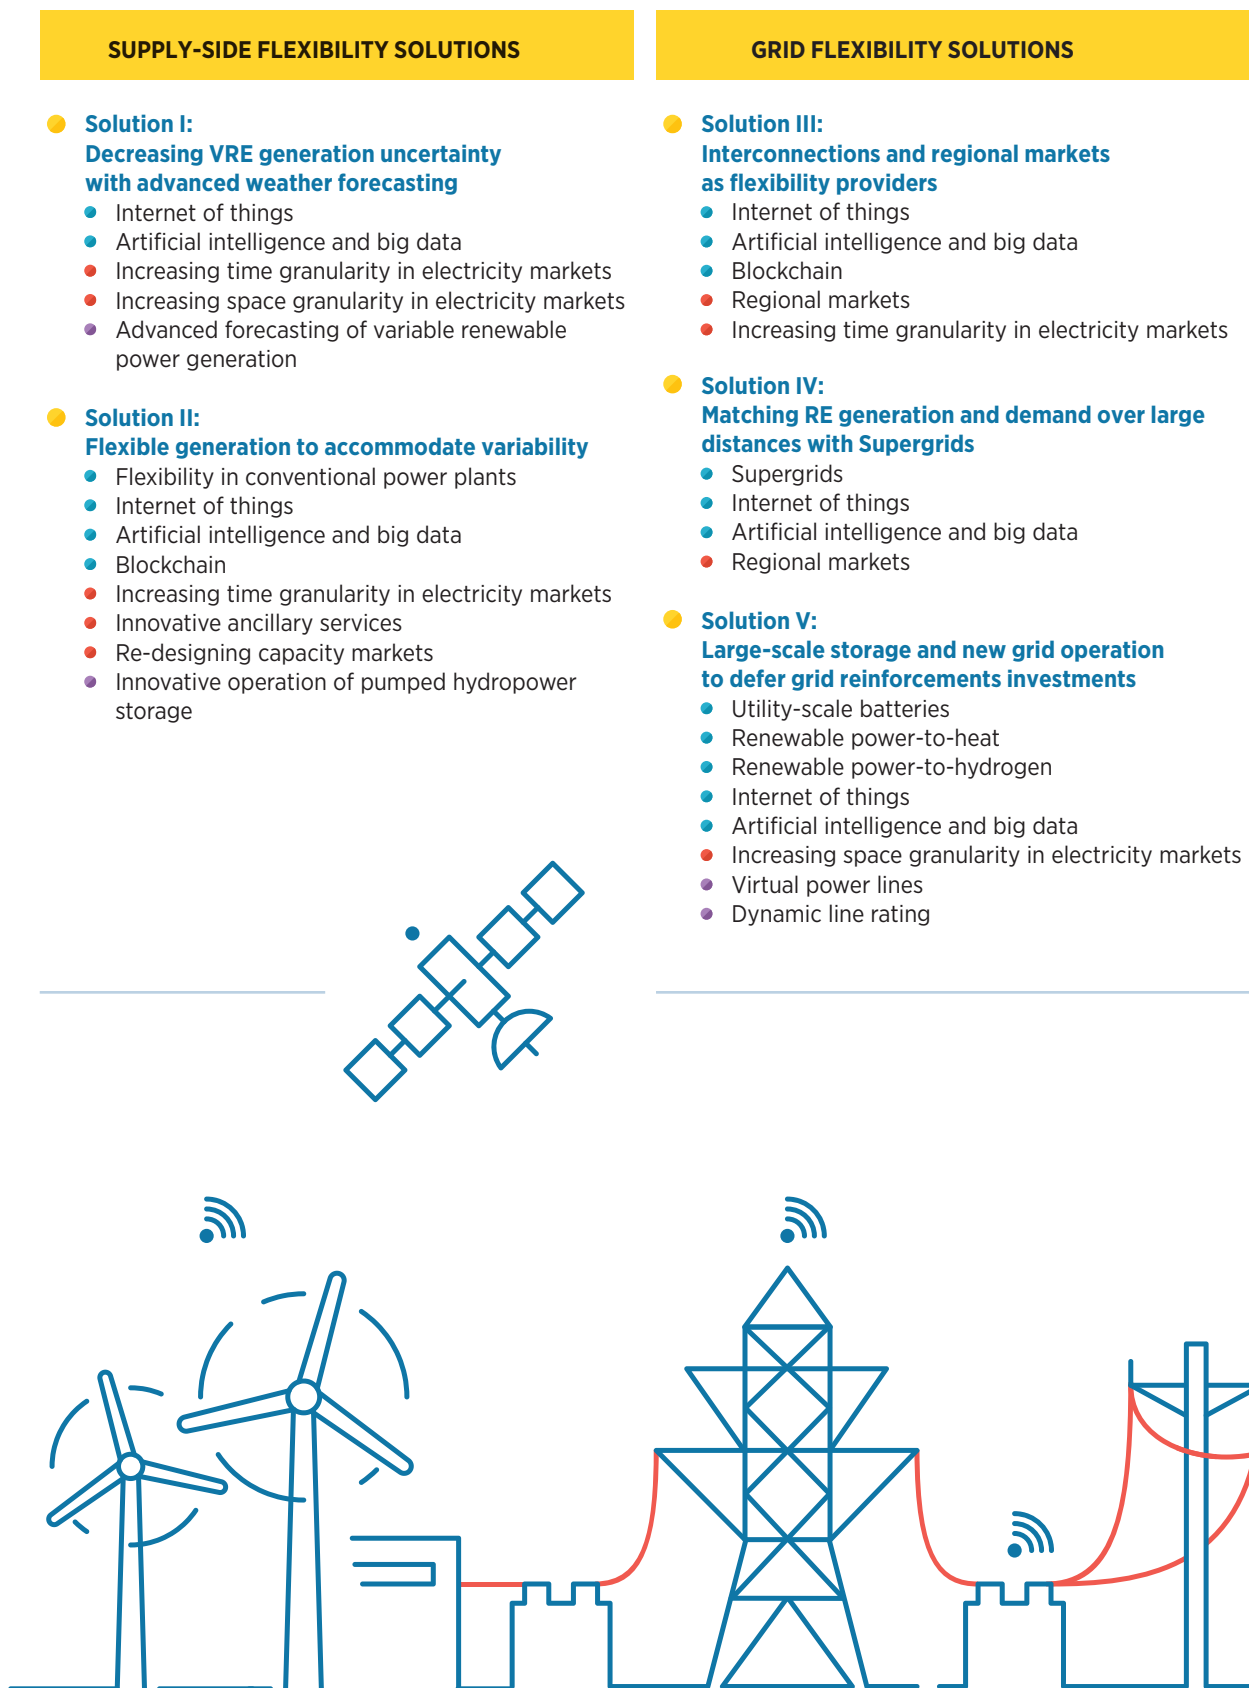 SUPPLY-SIDE FLEXIBILITY SOLUTIONS
Solution I:
Decreasing VRE generation uncertainty
with advanced weather forecasting
Internet of things
Artificial intelligence and big data
Increasing time granularity in electricity markets
Increasing space granularity in electricity markets
Advanced forecasting of variable renewable
power generation
Solution II:
Flexible generation to accommodate variability
Flexibility in conventional power plants
Internet of things
Artificial intelligence and big data
Blockchain
Increasing time granularity in electricity markets
Innovative ancillary services
Re-designing capacity markets
Innovative operation of pumped hydropower
storage
GRID FLEXIBILITY SOLUTIONS
Solution III:
Interconnections and regional markets
as flexibility providers
Internet of things
Artificial intelligence and big data
Blockchain
Regional markets
Increasing time granularity in electricity markets
Solution IV:
Matching RE generation and demand over large
distances with Supergrids
Supergrids
Internet of things
Artificial intelligence and big data
Regional markets
Solution V:
Large-scale storage and new grid operation
to defer grid reinforcements investments
Utility-scale batteries
Renewable power-to-heat
Renewable power-to-hydrogen
Internet of things
Artificial intelligence and big data
Increasing space granularity in electricity markets
Virtual power lines
Dynamic line rating